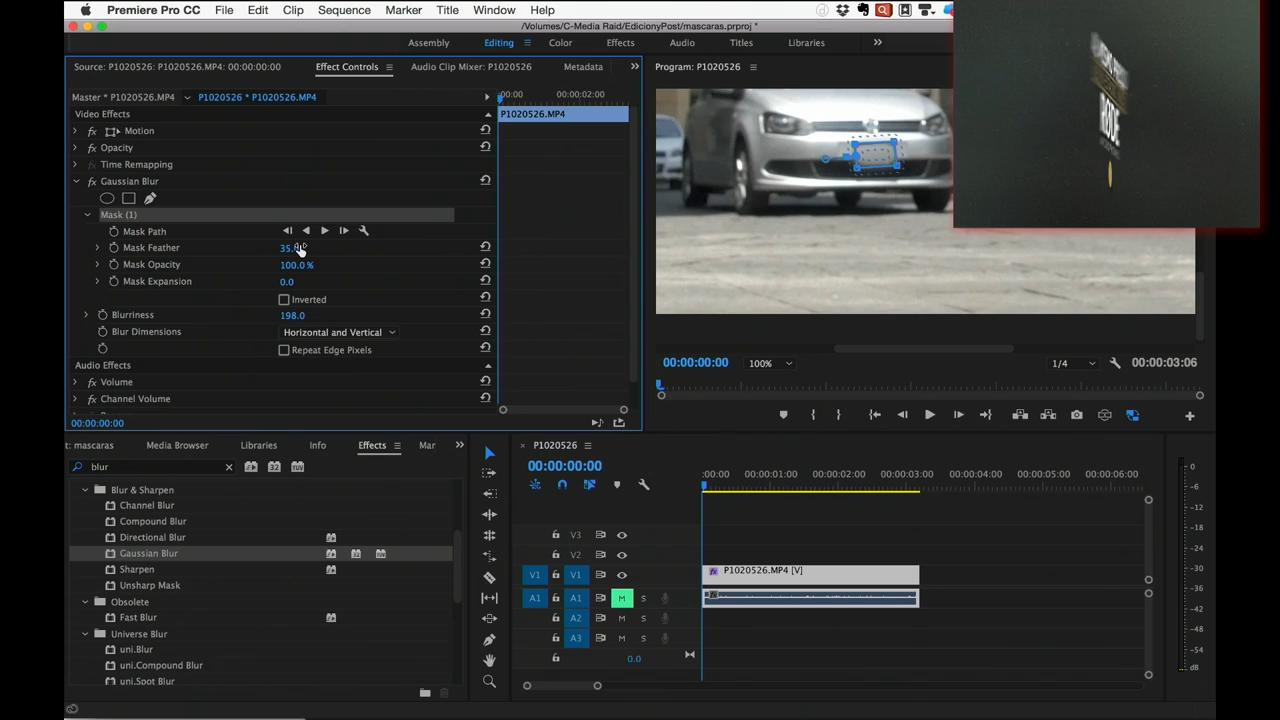 Premiere Pro CC File Edit Clip Sequence Marker Title Window Help
/Volumes/C-Media Raid/EdicionyPost/mascaras.prproj *
Assembly Editing Color Effects Audio Titles Libraries
Source: P1020526: P1020526.MP4: 00:00:00:00 Effect Controls Audio Clip Mixer: P1020526 Metadata
Program: P1020526
Master * P1020526.MP4 P1020526 * P1020526.MP4
:00:00 00:00:02:00
Video Effects
P1020526.MP4
fx Motion
fx Opacity
fx Time Remapping
fx Gaussian Blur
Mask (1)
Mask Path
Mask Feather
Mask Opacity 100.0 %
Mask Expansion 0.0
Inverted
Blurriness 198.0
Blur Dimensions Horizontal and Vertical
Repeat Edge Pixels
Audio Effects
fx Volume
fx Channel Volume
00:00:00:00
RØDE
00:00:00:00 100% 1/4 00:00:03:06
t: mascaras Media Browser Libraries Info Effects Mar
blur
Blur & Sharpen
Channel Blur
Compound Blur
Directional Blur
Gaussian Blur
Sharpen
Unsharp Mask
Obsolete
Fast Blur
Universe Blur
uni.Blur
uni.Compound Blur
uni.Spot Blur
× P1020526
00:00:00:00
:00:00 00:00:01:00 00:00:02:00 00:00:03:00 00:00:04:00 00:00:05:00 00:00:06:00
V3
V2
V1 V1 P1020526.MP4 [V]
A1 A1 M S
A2 M S
A3 M S
0.0
0
-6
-12
-18
-24
-30
-36
-42
-48
-54
dB